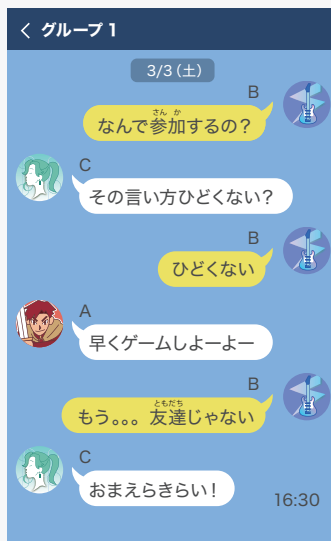 < グループ 1
3/3(土)
B
なんで参加するの?
さんか
C
その言い方ひどくない?
B
ひどくない
A
早くゲームしよーよー
B
もう。。。友達じゃない
ともだち
C
おまえらきらい!
16:30